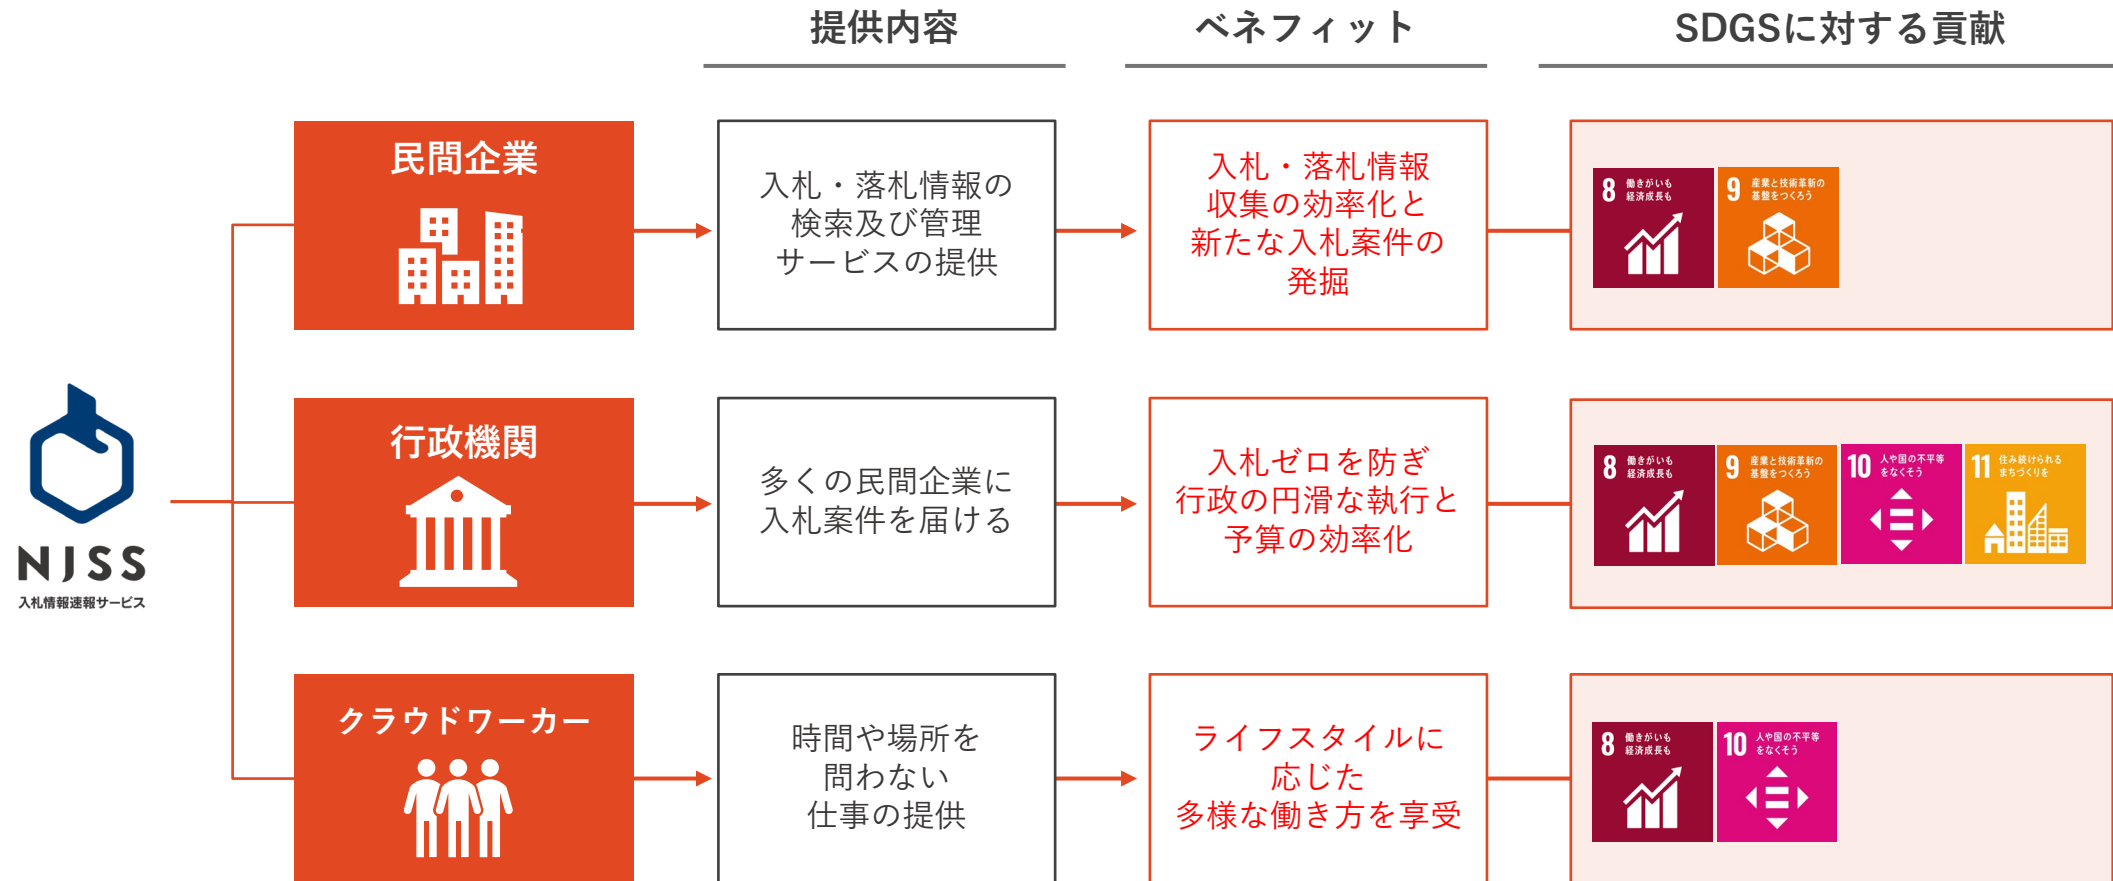 提供内容
ベネフィット
SDGSに対する貢献
民間企業
入札・落札情報の
検索及び管理
サービスの提供
入札・落札情報
収集の効率化と
新たな入札案件の
発掘
8 働きがいも
経済成長も
9 産業と技術革新の
基盤をつくろう
NJSS
入札情報速報サービス
行政機関
多くの民間企業に
入札案件を届ける
入札ゼロを防ぎ
行政の円滑な執行と
予算の効率化
8 働きがいも
経済成長も
9 産業と技術革新の
基盤をつくろう
10 人や国の不平等
をなくそう
11 住み続けられる
まちづくりを
クラウドワーカー
時間や場所を
問わない
仕事の提供
ライフスタイルに
応じた
多様な働き方を享受
8 働きがいも
経済成長も
10 人や国の不平等
をなくそう